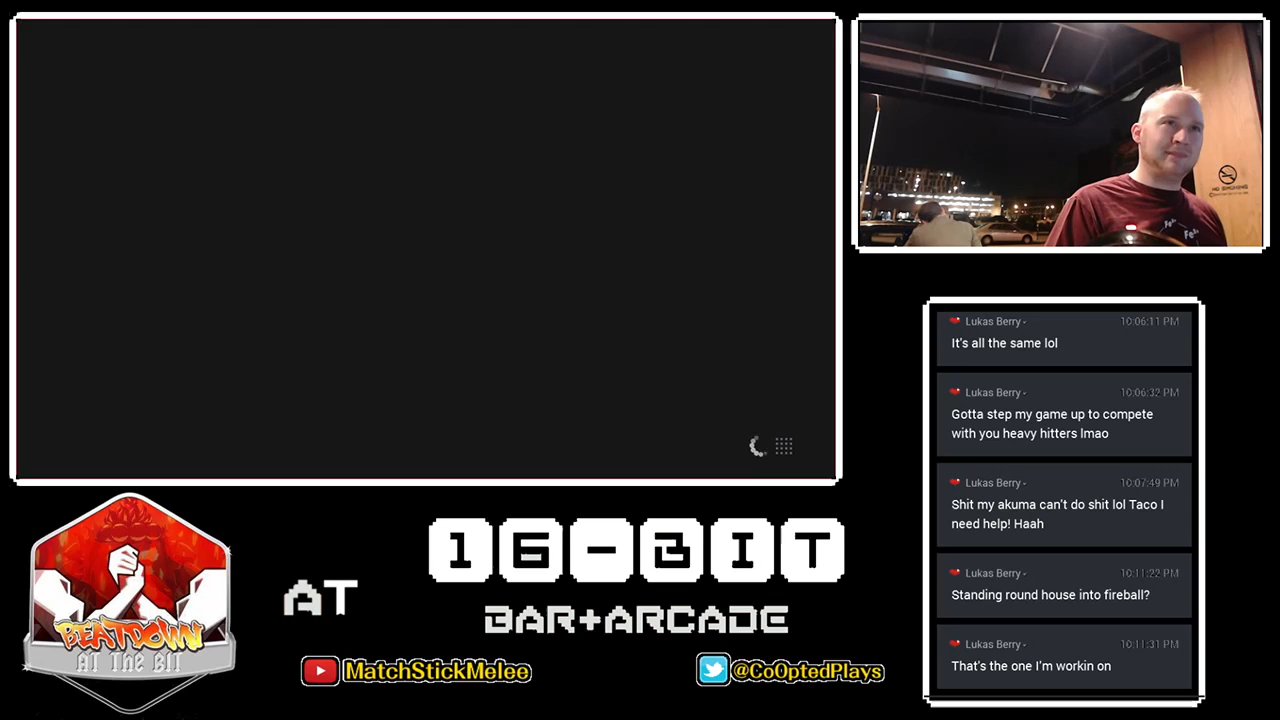 NO SMOKING
Lukas Berry
10:06:11 PM
It's all the same lol
Lukas Berry
10:06:32 PM
Gotta step my game up to compete
with you heavy hitters lmao
Lukas Berry
10:07:49 PM
Shit my akuma can't do shit lol Taco I
need help! Haah
Lukas Berry
10:11:22 PM
Standing round house into fireball?
Lukas Berry
10:11:31 PM
That's the one I'm workin on
BEATDOWN
AT THE BIT
AT
16-BIT
BAR+ARCADE
MatchStickMelee
@CoOptedPlays